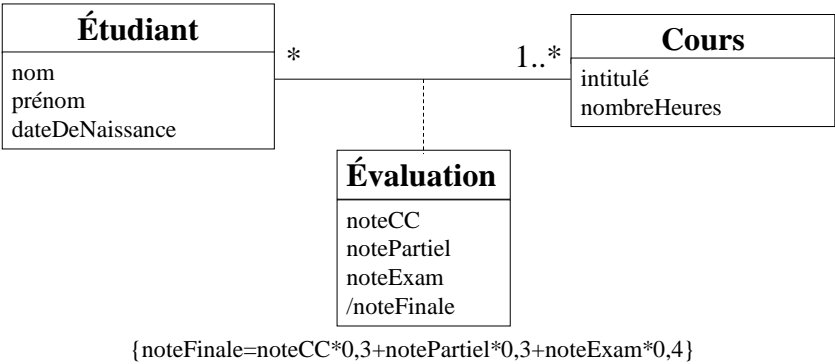 Étudiant
nom
prénom
dateDeNaissance
*
1..*
Cours
intitulé
nombreHeures
Évaluation
noteCC
notePartiel
noteExam
/noteFinale
{noteFinale=noteCC*0,3+notePartiel*0,3+noteExam*0,4}